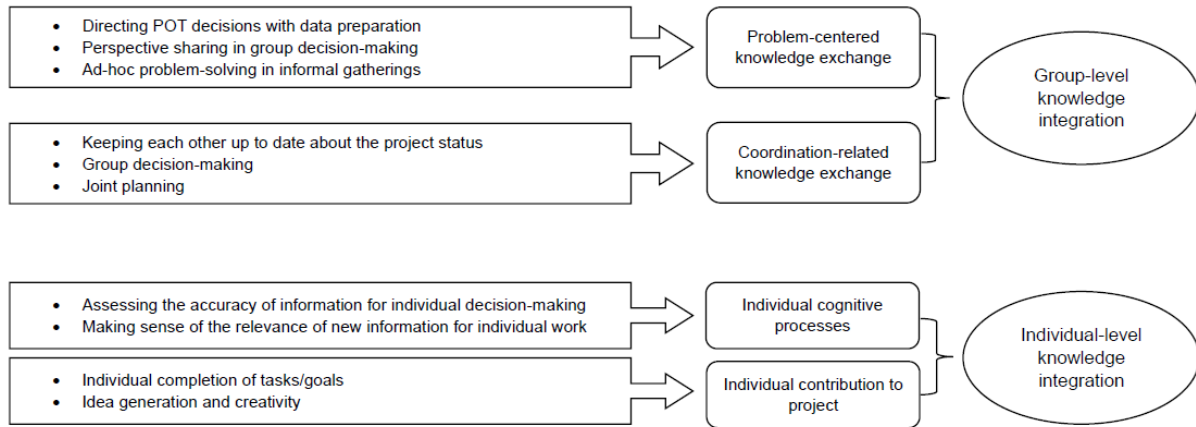 • Directing POT decisions with data preparation
• Perspective sharing in group decision-making
• Ad-hoc problem-solving in informal gatherings
Problem-centered
knowledge exchange
Group-level
knowledge
integration
• Keeping each other up to date about the project status
• Group decision-making
• Joint planning
Coordination-related
knowledge exchange
• Assessing the accuracy of information for individual decision-making
• Making sense of the relevance of new information for individual work
Individual cognitive
processes
Individual-level
knowledge
integration
• Individual completion of tasks/goals
• Idea generation and creativity
Individual contribution to
project